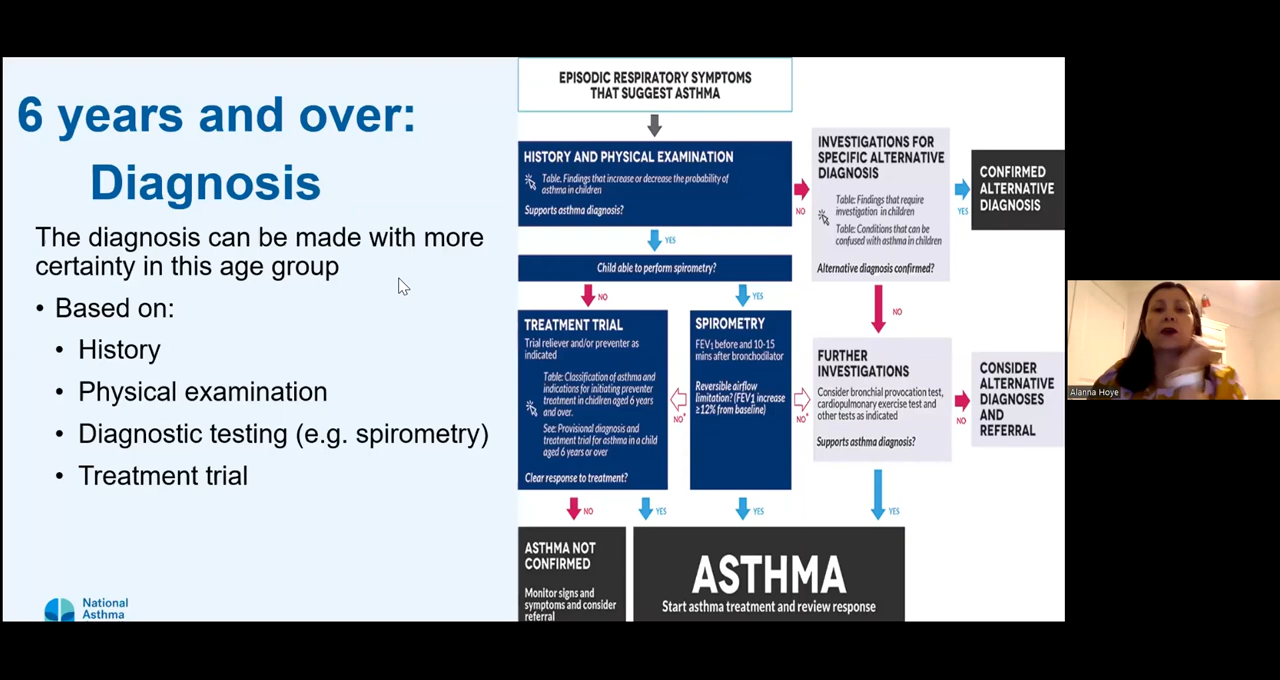 6 years and over:
Diagnosis
The diagnosis can be made with more
certainty in this age group
• Based on:
• History
• Physical examination
• Diagnostic testing (e.g. spirometry)
• Treatment trial
National
Asthma
EPISODIC RESPIRATORY SYMPTOMS
THAT SUGGEST ASTHMA
HISTORY AND PHYSICAL EXAMINATION
Table. Findings that increase or decrease the probability of
asthma in children
Supports asthma diagnosis?
NO
YES
INVESTIGATIONS FOR
SPECIFIC ALTERNATIVE
DIAGNOSIS
Table: Findings that require
investigation in children
Table: Conditions that can be
confused with asthma in children
Alternative diagnosis confirmed?
YES
CONFIRMED
ALTERNATIVE
DIAGNOSIS
Child able to perform spirometry?
NO
YES
NO
TREATMENT TRIAL
Trial reliever and/or preventer as
indicated
Table: Classification of asthma and
indications for initiating preventer
treatment in children aged 6 years
and over.
See: Provisional diagnosis and
treatment trial for asthma in a child
aged 6 years or over
Clear response to treatment?
NO*
SPIROMETRY
FEV1 before and 10-15
mins after bronchodilator
Reversible airflow
limitation? (FEV1 increase
≥12% from baseline)
NO*
FURTHER
INVESTIGATIONS
Consider bronchial provocation test,
cardiopulmonary exercise test and
other tests as indicated
Supports asthma diagnosis?
NO
CONSIDER
ALTERNATIVE
DIAGNOSES
AND
REFERRAL
NO
YES
YES
YES
ASTHMA NOT
CONFIRMED
Monitor signs and
symptoms and consider
referral
ASTHMA
Start asthma treatment and review response
Alanna Hoye